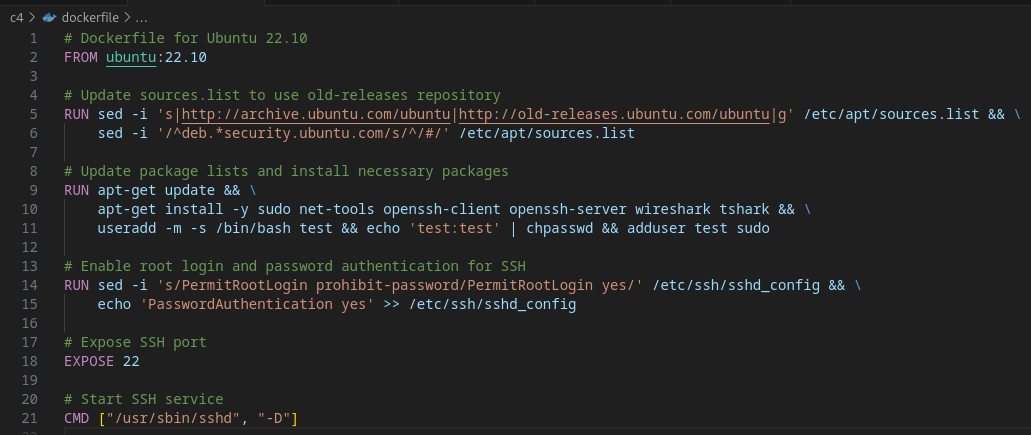 c4 > dockerfile > ...
1 # Dockerfile for Ubuntu 22.10
2 FROM ubuntu:22.10
3
4 # Update sources.list to use old-releases repository
5 RUN sed -i 's|http://archive.ubuntu.com/ubuntu|http://old-releases.ubuntu.com/ubuntu|g' /etc/apt/sources.list && \
6     sed -i '/^deb.*security.ubuntu.com/s/^/#/' /etc/apt/sources.list
7
8 # Update package lists and install necessary packages
9 RUN apt-get update && \
10     apt-get install -y sudo net-tools openssh-client openssh-server wireshark tshark && \
11     useradd -m -s /bin/bash test && echo 'test:test' | chpasswd && adduser test sudo
12
13 # Enable root login and password authentication for SSH
14 RUN sed -i 's/PermitRootLogin prohibit-password/PermitRootLogin yes/' /etc/ssh/sshd_config && \
15     echo 'PasswordAuthentication yes' >> /etc/ssh/sshd_config
16
17 # Expose SSH port
18 EXPOSE 22
19
20 # Start SSH service
21 CMD ["/usr/sbin/sshd", "-D"]